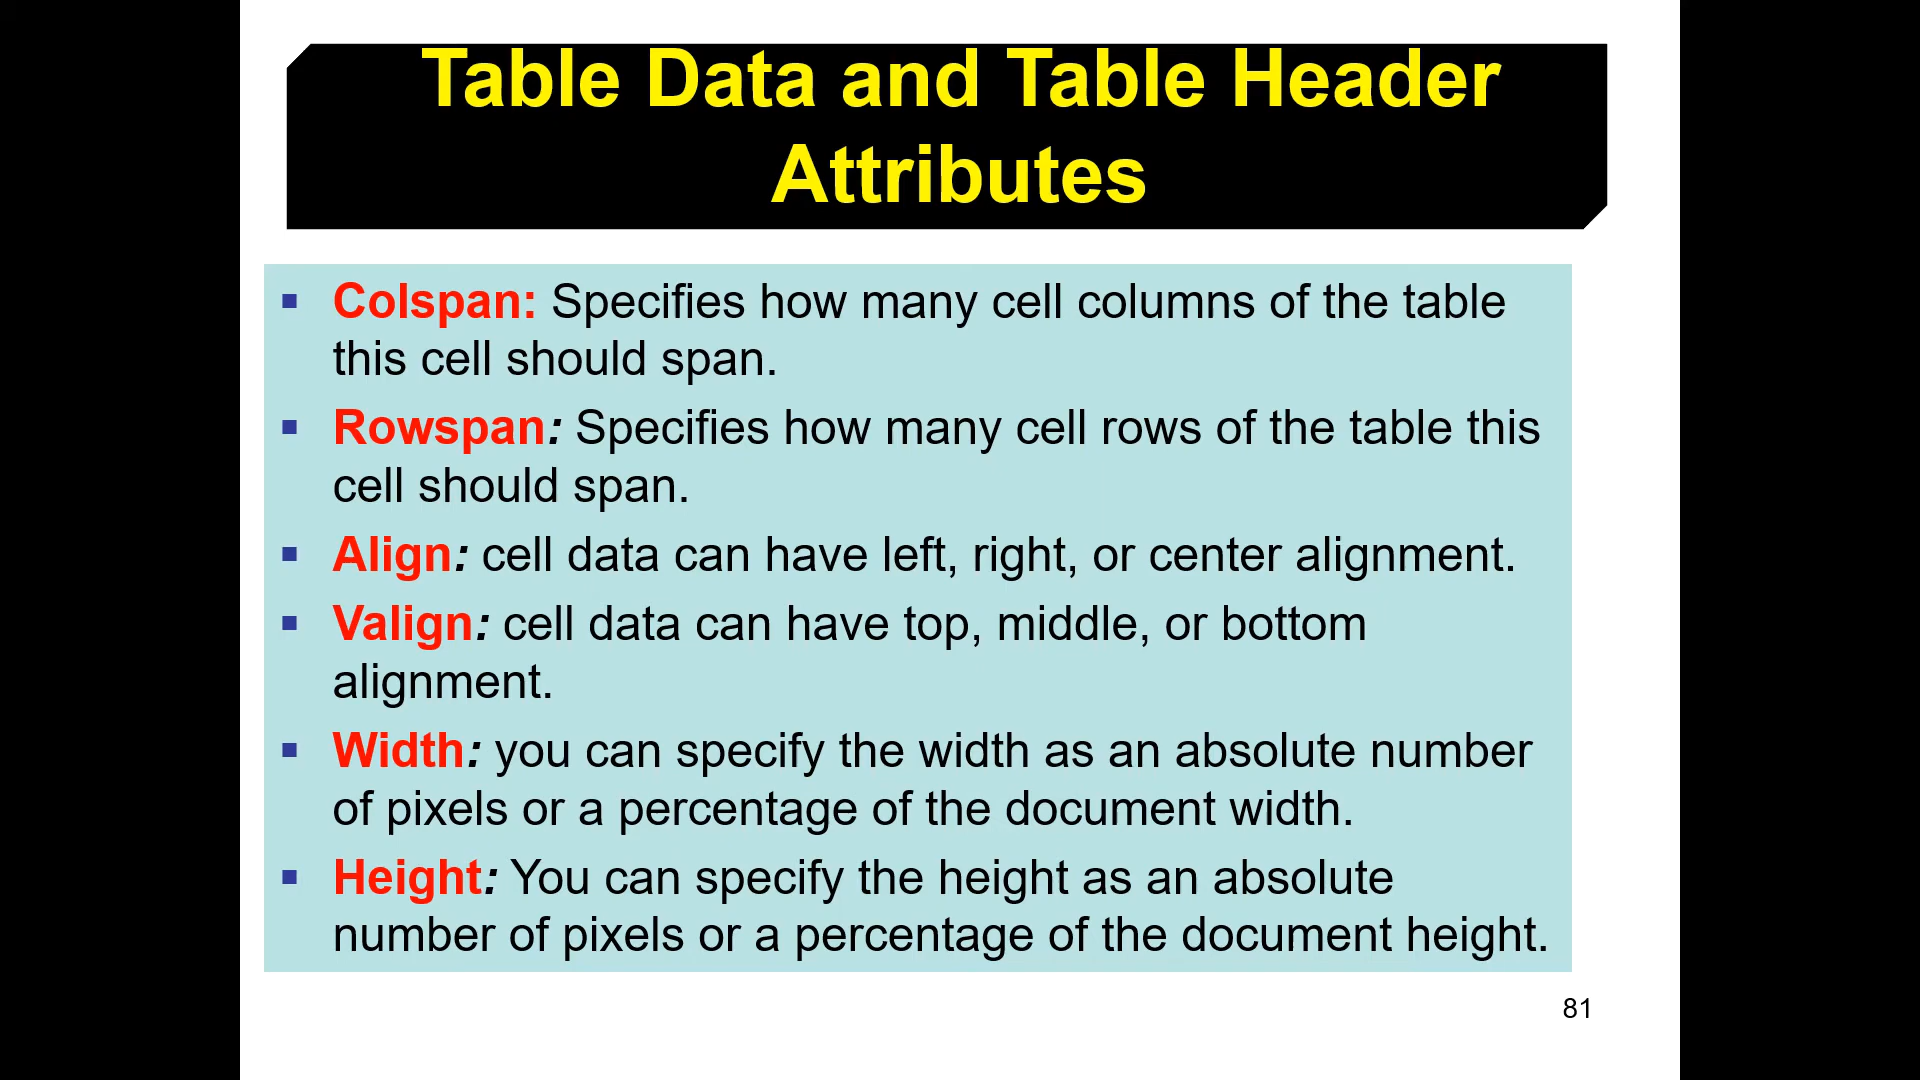 Table Data and Table Header
Attributes
▪ Colspan: Specifies how many cell columns of the table
this cell should span.
▪ Rowspan: Specifies how many cell rows of the table this
cell should span.
▪ Align: cell data can have left, right, or center alignment.
▪ Valign: cell data can have top, middle, or bottom
alignment.
▪ Width: you can specify the width as an absolute number
of pixels or a percentage of the document width.
▪ Height: You can specify the height as an absolute
number of pixels or a percentage of the document height.
81